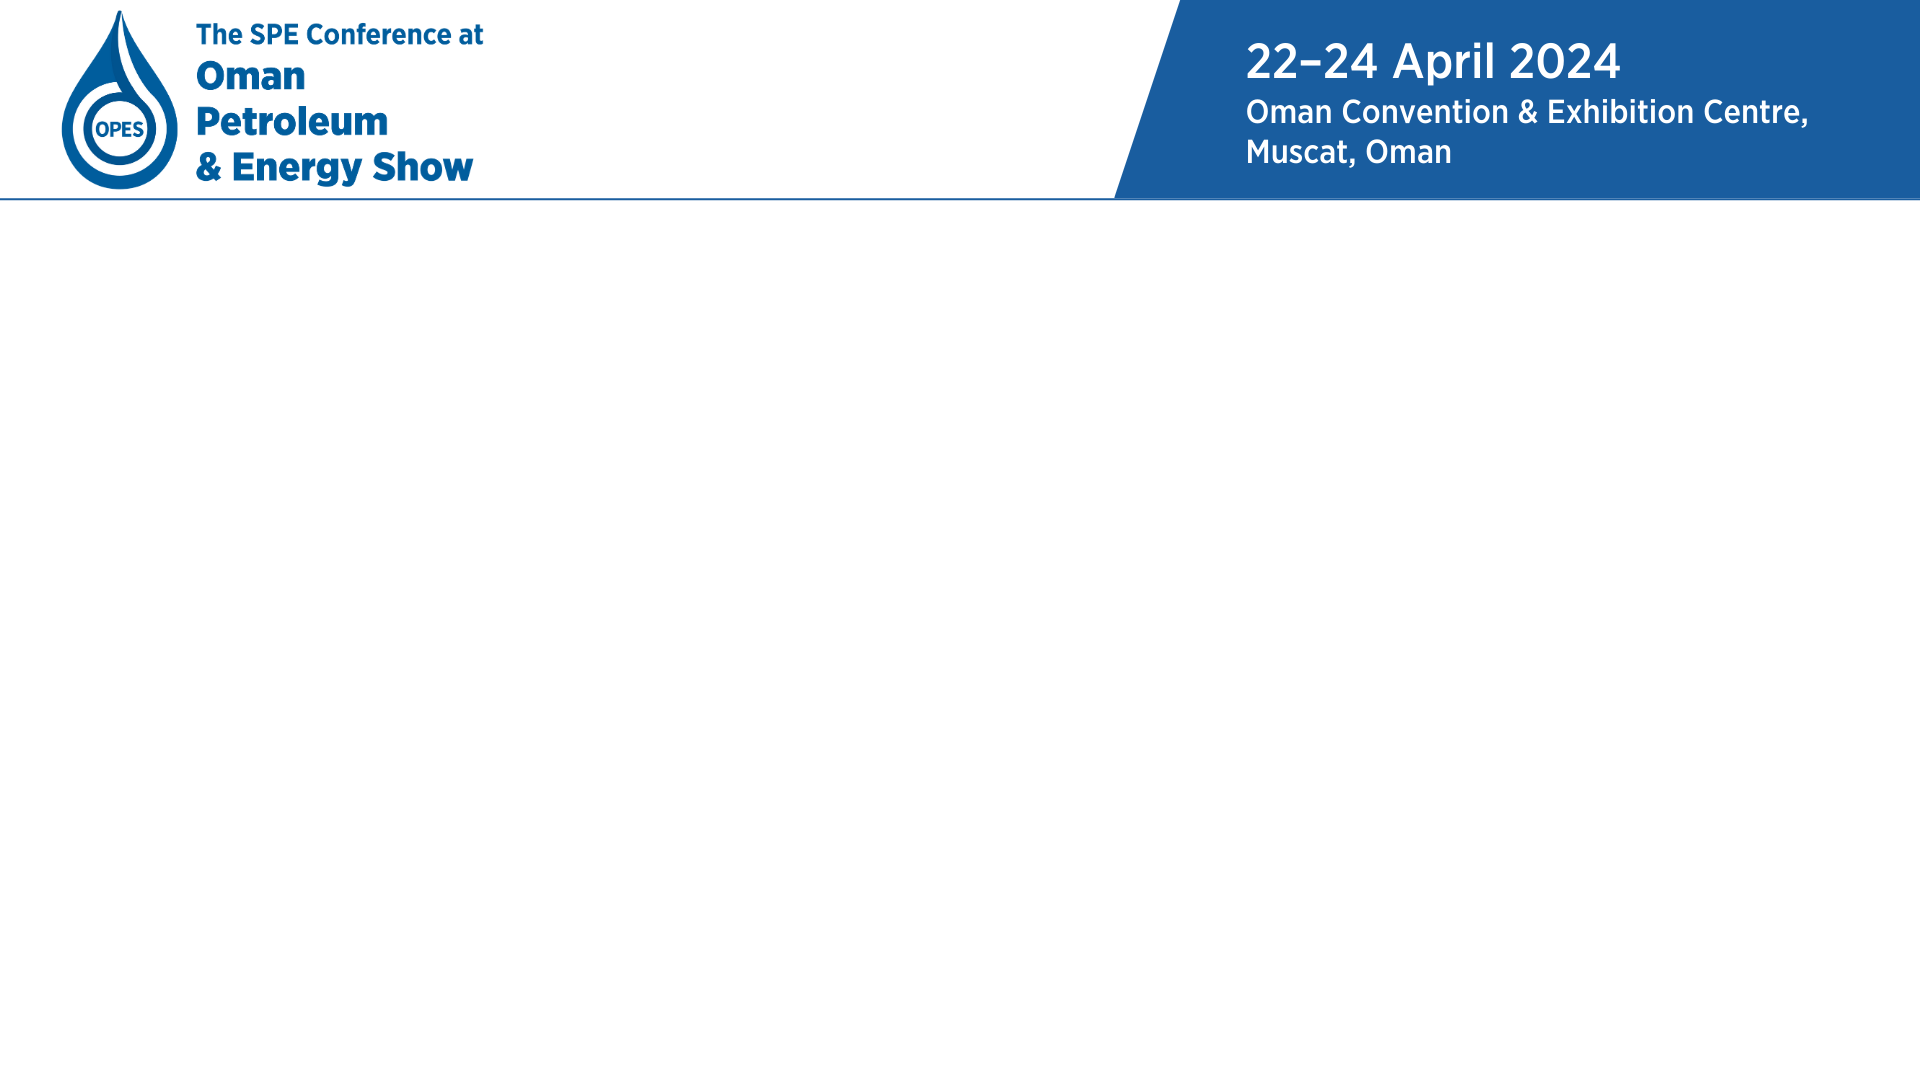 The SPE Conference at
Oman
Petroleum
& Energy Show
OPES
22–24 April 2024
Oman Convention & Exhibition Centre,
Muscat, Oman